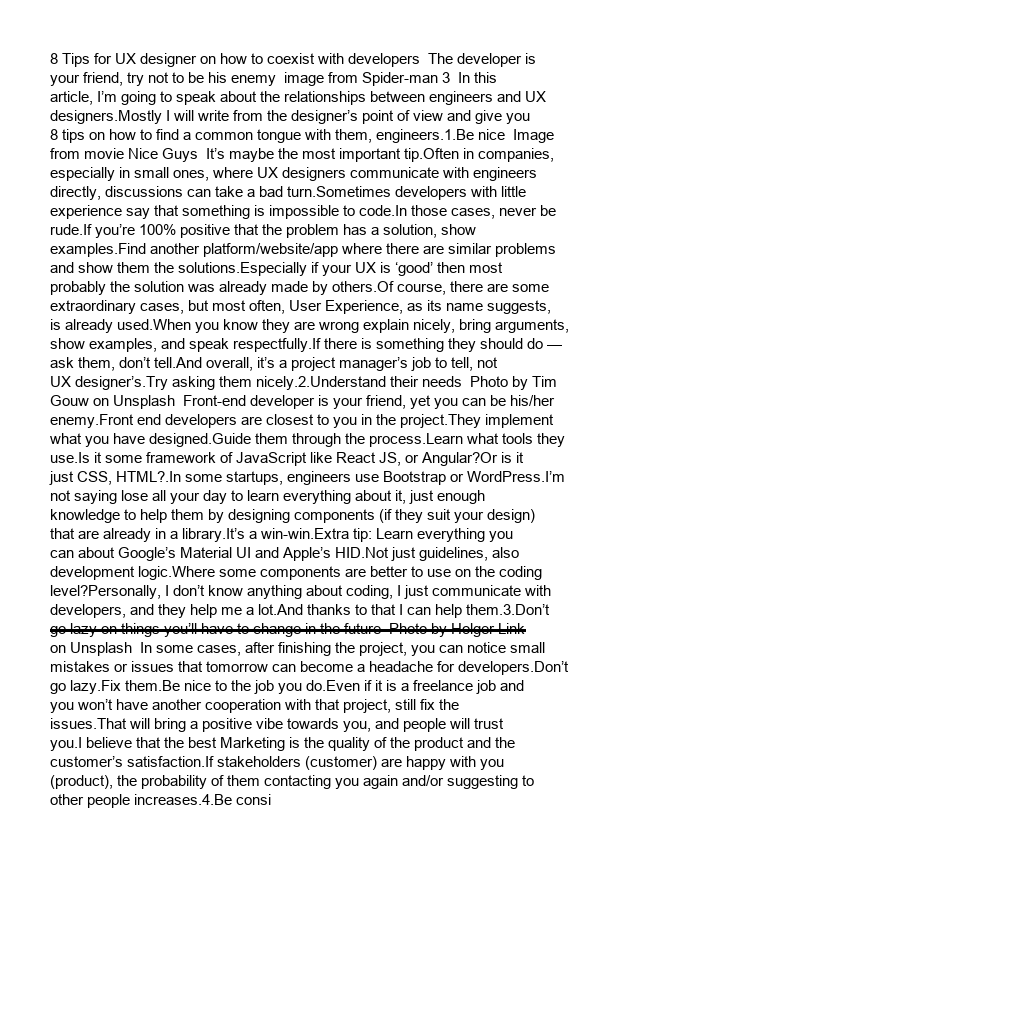 8 Tips for UX designer on how to coexist with developers  The developer is
your friend, try not to be his enemy  image from Spider-man 3  In this
article, I’m going to speak about the relationships between engineers and UX
designers.Mostly I will write from the designer’s point of view and give you
8 tips on how to find a common tongue with them, engineers.1.Be nice  Image
from movie Nice Guys  It’s maybe the most important tip.Often in companies,
especially in small ones, where UX designers communicate with engineers
directly, discussions can take a bad turn.Sometimes developers with little
experience say that something is impossible to code.In those cases, never be
rude.If you’re 100% positive that the problem has a solution, show
examples.Find another platform/website/app where there are similar problems
and show them the solutions.Especially if your UX is ‘good’ then most
probably the solution was already made by others.Of course, there are some
extraordinary cases, but most often, User Experience, as its name suggests,
is already used.When you know they are wrong explain nicely, bring arguments,
show examples, and speak respectfully.If there is something they should do —
ask them, don’t tell.And overall, it’s a project manager’s job to tell, not
UX designer’s.Try asking them nicely.2.Understand their needs  Photo by Tim
Gouw on Unsplash  Front-end developer is your friend, yet you can be his/her
enemy.Front end developers are closest to you in the project.They implement
what you have designed.Guide them through the process.Learn what tools they
use.Is it some framework of JavaScript like React JS, or Angular?Or is it
just CSS, HTML?.In some startups, engineers use Bootstrap or WordPress.I’m
not saying lose all your day to learn everything about it, just enough
knowledge to help them by designing components (if they suit your design)
that are already in a library.It’s a win-win.Extra tip: Learn everything you
can about Google’s Material UI and Apple’s HID.Not just guidelines, also
development logic.Where some components are better to use on the coding
level?Personally, I don’t know anything about coding, I just communicate with
developers, and they help me a lot.And thanks to that I can help them.3.Don’t
go lazy on things you’ll have to change in the future  Photo by Holger Link
on Unsplash  In some cases, after finishing the project, you can notice small
mistakes or issues that tomorrow can become a headache for developers.Don’t
go lazy.Fix them.Be nice to the job you do.Even if it is a freelance job and
you won’t have another cooperation with that project, still fix the
issues.That will bring a positive vibe towards you, and people will trust
you.I believe that the best Marketing is the quality of the product and the
customer’s satisfaction.If stakeholders (customer) are happy with you
(product), the probability of them contacting you again and/or suggesting to
other people increases.4.Be consi